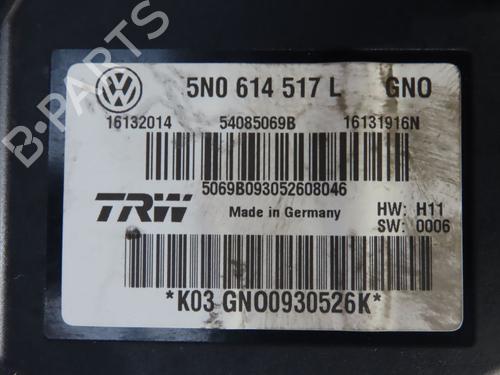 B-PARTS
5N0 614 517 L GNO
16132014 54085069B 16131916N
5069B093052608046
TRW Made in Germany HW: H11
SW: 0006
*K03 GNO0930526K*